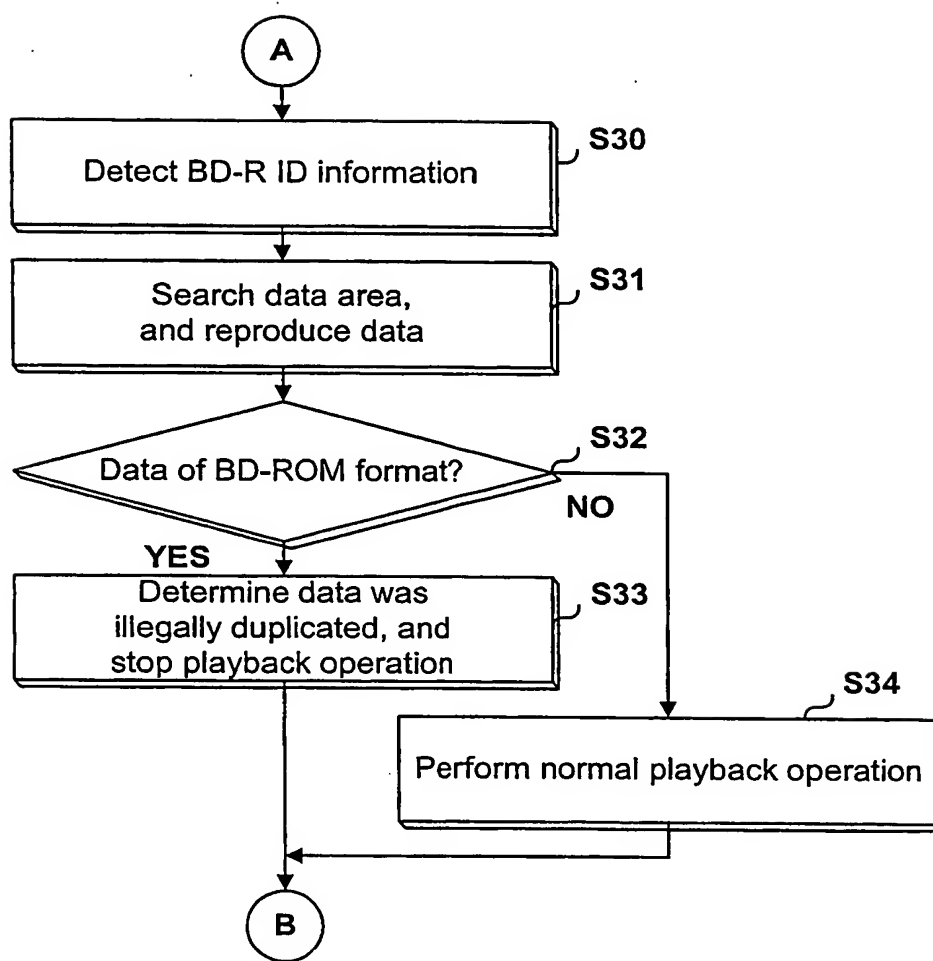 A
S30
Detect BD-R ID information
S31
Search data area,
and reproduce data
S32
Data of BD-ROM format?
NO
YES
S33
Determine data was
illegally duplicated, and
stop playback operation
S34
Perform normal playback operation
B